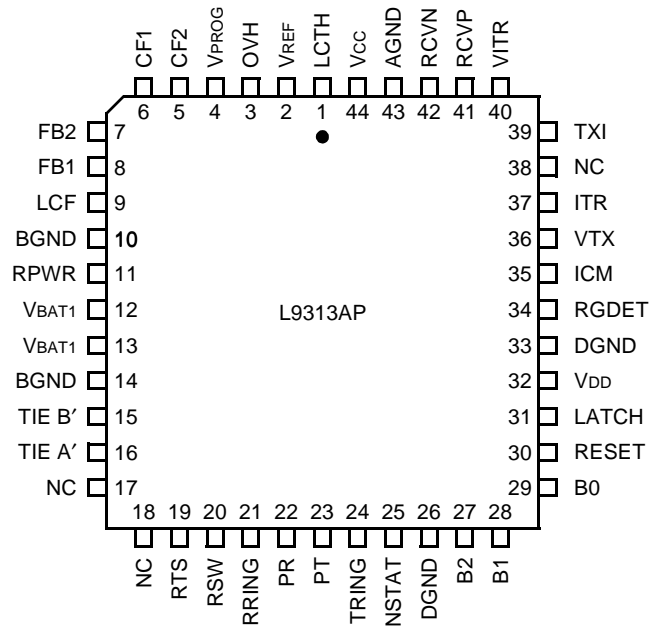 CF1 CF2 VPROG OVH VREF LCTH VCC AGND RCVN RCVP VITR
6 5 4 3 2 1 44 43 42 41 40
FB2 7 39 TXI
FB1 8 38 NC
LCF 9 37 ITR
BGND 10 36 VTX
RPWR 11 35 ICM
VBAT1 12 L9313AP 34 RGDET
VBAT1 13 33 DGND
BGND 14 32 VDD
TIE B′ 15 31 LATCH
TIE A′ 16 30 RESET
NC 17 29 B0
18 19 20 21 22 23 24 25 26 27 28
NC RTS RSW RRING PR PT TRING NSTAT DGND B2 B1